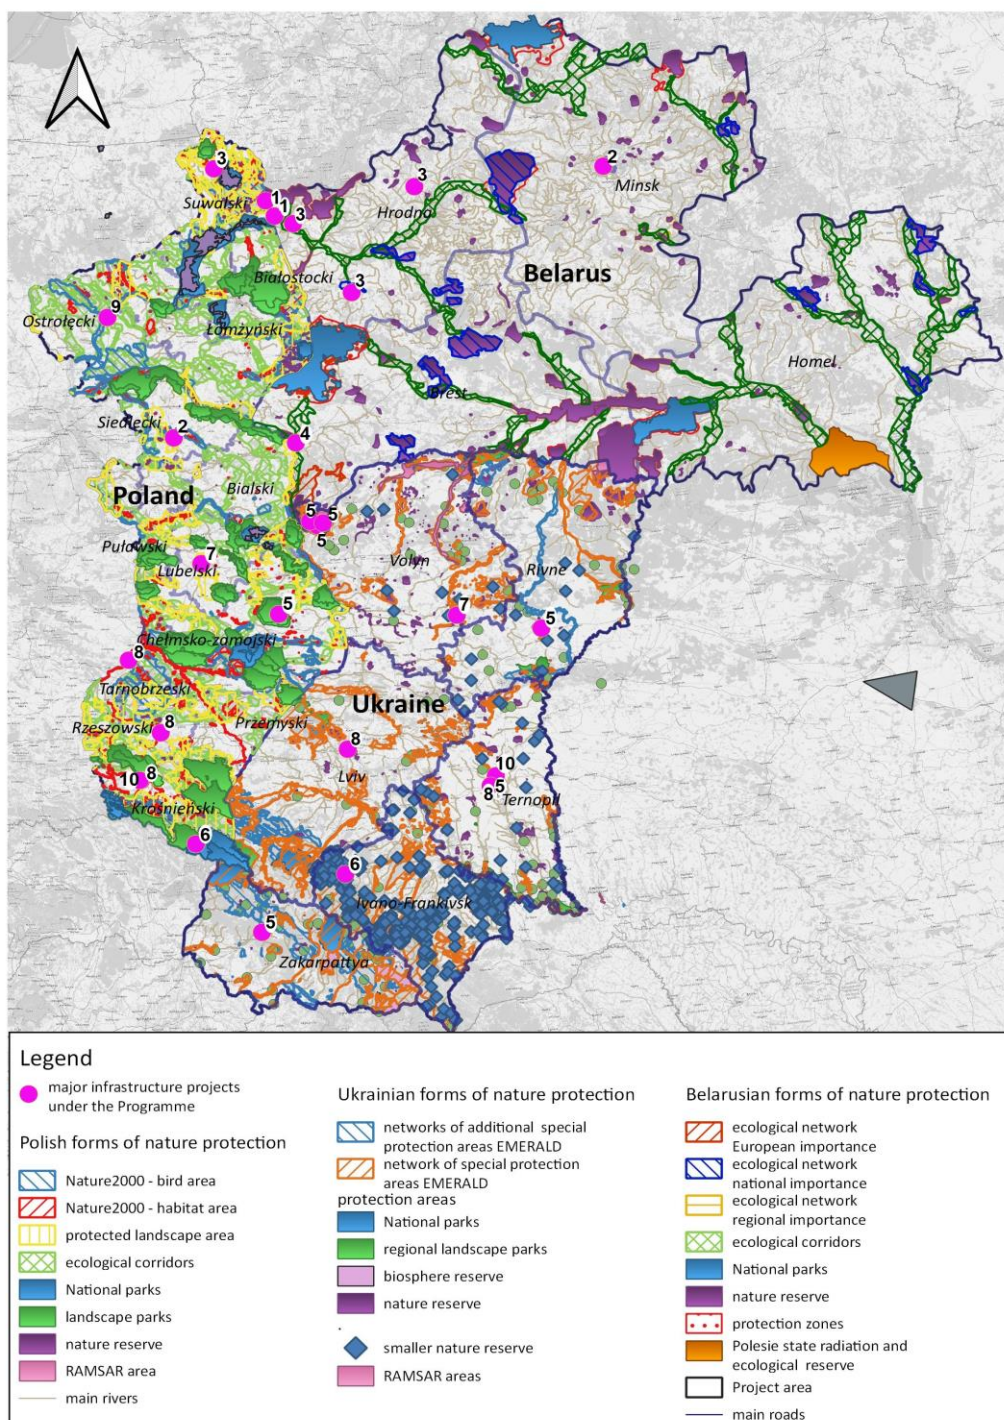 3
Suwalski
1
1
3
3
Hrodna
2
Minsk
Białostocki
3
Belarus
9
Ostrołęcki
Łomżyński
Homel
Brest
Siedlecki
2
4
Bialski
Poland
5
5
5
Puławski
Lubelski
7
Volyn
Rivne
5
7
5
Chełmsko-zamojski
8
Tarnobrzeski
Ukraine
Rzeszowski
8
Przemyski
8
Lviv
10
8
10
5
8
Ternopil
Krośnieński
6
6
Ivano-Frankivsk
5
Zakarpattya
Legend
major infrastructure projects
under the Programme
Polish forms of nature protection
Nature2000 - bird area
Nature2000 - habitat area
protected landscape area
ecological corridors
National parks
landscape parks
nature reserve
RAMSAR area
main rivers
Ukrainian forms of nature protection
networks of additional special
protection areas EMERALD
network of special protection
areas EMERALD
protection areas
National parks
regional landscape parks
biosphere reserve
nature reserve
smaller nature reserve
RAMSAR areas
Belarusian forms of nature protection
ecological network
European importance
ecological network
national importance
ecological network
regional importance
ecological corridors
National parks
nature reserve
protection zones
Polesie state radiation and
ecological reserve
Project area
main roads